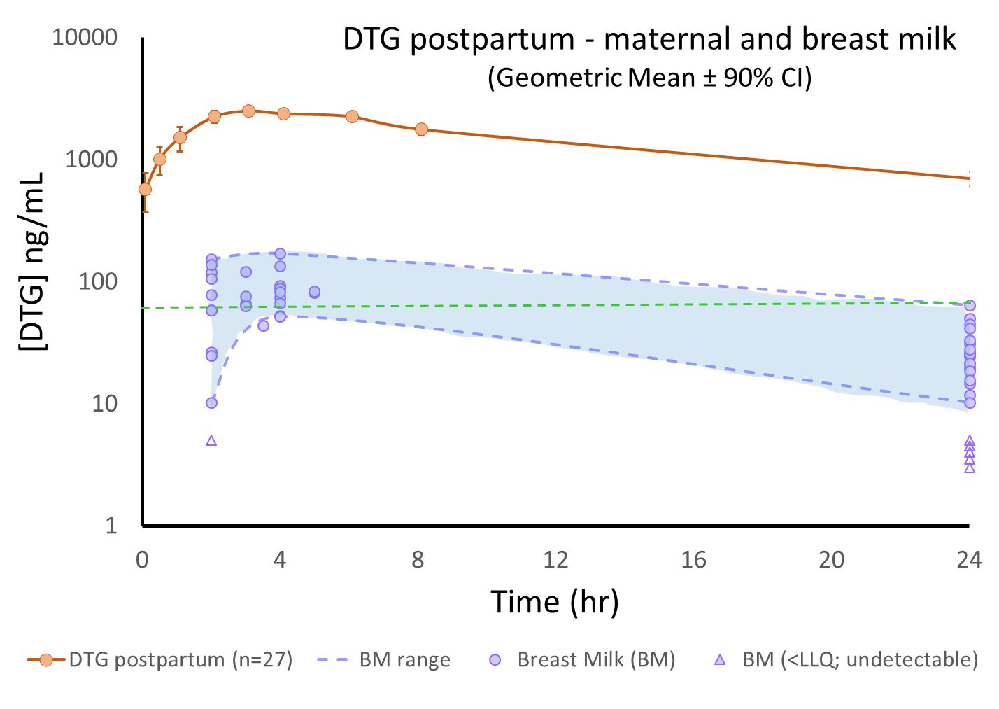 DTG postpartum - maternal and breast milk
(Geometric Mean ± 90% CI)
10000
1000
100
10
1
[DTG] ng/mL
0 4 8 12 16 20 24
Time (hr)
DTG postpartum (n=27) BM range Breast Milk (BM) BM (<LLQ; undetectable)